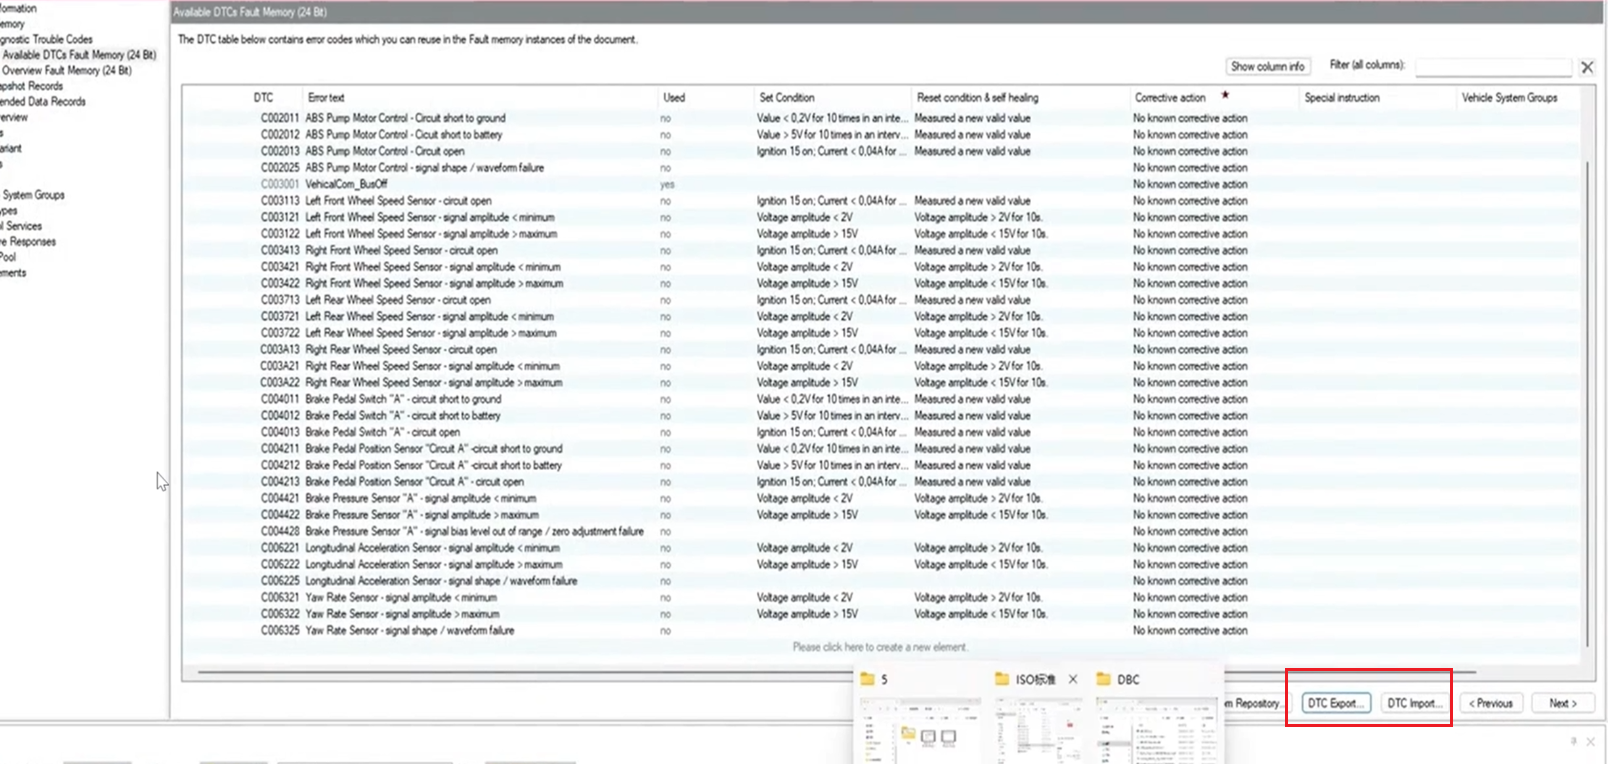 formation
emory
gnostic Trouble Codes
Available DTCs Fault Memory (24 Bit)
Overview Fault Memory (24 Bit)
apshot Records
ended Data Records
erview
s
ariant
s
System Groups
ypes
l Services
e Responses
Pool
ements
Available DTCs Fault Memory (24 Bit)
The DTC table below contains error codes which you can reuse in the Fault memory instances of the document.
Show column info Filter (all columns):
DTC Error text Used Set Condition Reset condition & self healing Corrective action ★ Special instruction Vehicle System Groups
C002011 ABS Pump Motor Control - Circuit short to ground no Value < 0,2V for 10 times in an inte... Measured a new valid value No known corrective action
C002012 ABS Pump Motor Control - Cicuit short to battery no Value > 5V for 10 times in an interv... Measured a new valid value No known corrective action
C002013 ABS Pump Motor Control - Circuit open no Ignition 15 on; Current < 0,04A for ... Measured a new valid value No known corrective action
C002025 ABS Pump Motor Control - signal shape / waveform failure no No known corrective action
C003001 VehicalCom_BusOff yes No known corrective action
C003113 Left Front Wheel Speed Sensor - circuit open no Ignition 15 on; Current < 0,04A for ... Measured a new valid value No known corrective action
C003121 Left Front Wheel Speed Sensor - signal amplitude < minimum no Voltage amplitude < 2V Voltage amplitude > 2V for 10s. No known corrective action
C003122 Left Front Wheel Speed Sensor - signal amplitude > maximum no Voltage amplitude > 15V Voltage amplitude < 15V for 10s. No known corrective action
C003413 Right Front Wheel Speed Sensor - circuit open no Ignition 15 on; Current < 0,04A for ... Measured a new valid value No known corrective action
C003421 Right Front Wheel Speed Sensor - signal amplitude < minimum no Voltage amplitude < 2V Voltage amplitude > 2V for 10s. No known corrective action
C003422 Right Front Wheel Speed Sensor - signal amplitude > maximum no Voltage amplitude > 15V Voltage amplitude < 15V for 10s. No known corrective action
C003713 Left Rear Wheel Speed Sensor - circuit open no Ignition 15 on; Current < 0,04A for ... Measured a new valid value No known corrective action
C003721 Left Rear Wheel Speed Sensor - signal amplitude < minimum no Voltage amplitude < 2V Voltage amplitude > 2V for 10s. No known corrective action
C003722 Left Rear Wheel Speed Sensor - signal amplitude > maximum no Voltage amplitude > 15V Voltage amplitude < 15V for 10s. No known corrective action
C003A13 Right Rear Wheel Speed Sensor - circuit open no Ignition 15 on; Current < 0,04A for ... Measured a new valid value No known corrective action
C003A21 Right Rear Wheel Speed Sensor - signal amplitude < minimum no Voltage amplitude < 2V Voltage amplitude > 2V for 10s. No known corrective action
C003A22 Right Rear Wheel Speed Sensor - signal amplitude > maximum no Voltage amplitude > 15V Voltage amplitude < 15V for 10s. No known corrective action
C004011 Brake Pedal Switch "A" - circuit short to ground no Value < 0,2V for 10 times in an inte... Measured a new valid value No known corrective action
C004012 Brake Pedal Switch "A" - circuit short to battery no Value > 5V for 10 times in an interv... Measured a new valid value No known corrective action
C004013 Brake Pedal Switch "A" - circuit open no Ignition 15 on; Current < 0,04A for ... Measured a new valid value No known corrective action
C004211 Brake Pedal Position Sensor "Circuit A" -circuit short to ground no Value < 0,2V for 10 times in an inte... Measured a new valid value No known corrective action
C004212 Brake Pedal Position Sensor "Circuit A" -circuit short to battery no Value > 5V for 10 times in an interv... Measured a new valid value No known corrective action
C004213 Brake Pedal Position Sensor "Circuit A" - circuit open no Ignition 15 on; Current < 0,04A for ... Measured a new valid value No known corrective action
C004421 Brake Pressure Sensor "A" - signal amplitude < minimum no Voltage amplitude < 2V Voltage amplitude > 2V for 10s. No known corrective action
C004422 Brake Pressure Sensor "A" - signal amplitude > maximum no Voltage amplitude > 15V Voltage amplitude < 15V for 10s. No known corrective action
C004428 Brake Pressure Sensor "A" - signal bias level out of range / zero adjustment failure no No known corrective action
C006221 Longitudinal Acceleration Sensor - signal amplitude < minimum no Voltage amplitude < 2V Voltage amplitude > 2V for 10s. No known corrective action
C006222 Longitudinal Acceleration Sensor - signal amplitude > maximum no Voltage amplitude > 15V Voltage amplitude < 15V for 10s. No known corrective action
C006225 Longitudinal Acceleration Sensor - signal shape / waveform failure no No known corrective action
C006321 Yaw Rate Sensor - signal amplitude < minimum no Voltage amplitude < 2V Voltage amplitude > 2V for 10s. No known corrective action
C006322 Yaw Rate Sensor - signal amplitude > maximum no Voltage amplitude > 15V Voltage amplitude < 15V for 10s. No known corrective action
C006325 Yaw Rate Sensor - signal shape / waveform failure no No known corrective action
Please click here to create a new element.
5 ISO标准 DBC
m Repository... DTC Export... DTC Import... < Previous Next >